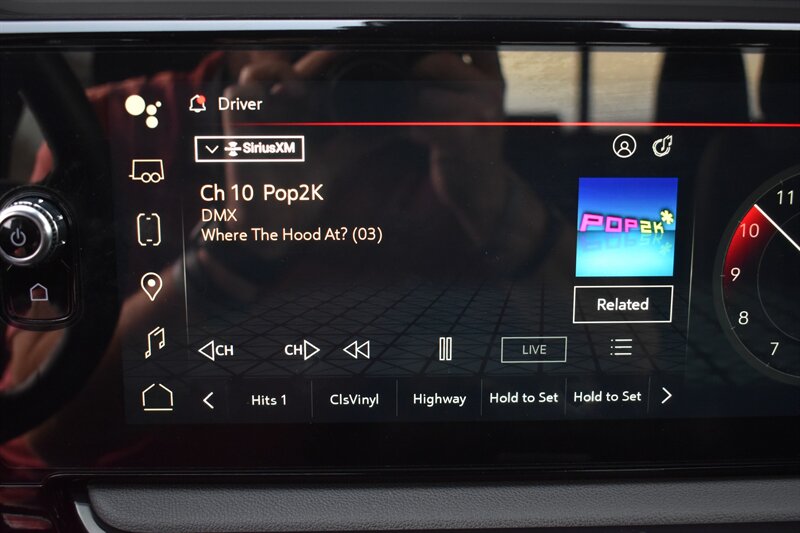 Driver
SiriusXM
Ch 10 Pop2K
DMX
Where The Hood At? (03)
POP2K*
Related
CH
CH
LIVE
Hits 1
ClsVinyl
Highway
Hold to Set
Hold to Set
11
10
9
8
7